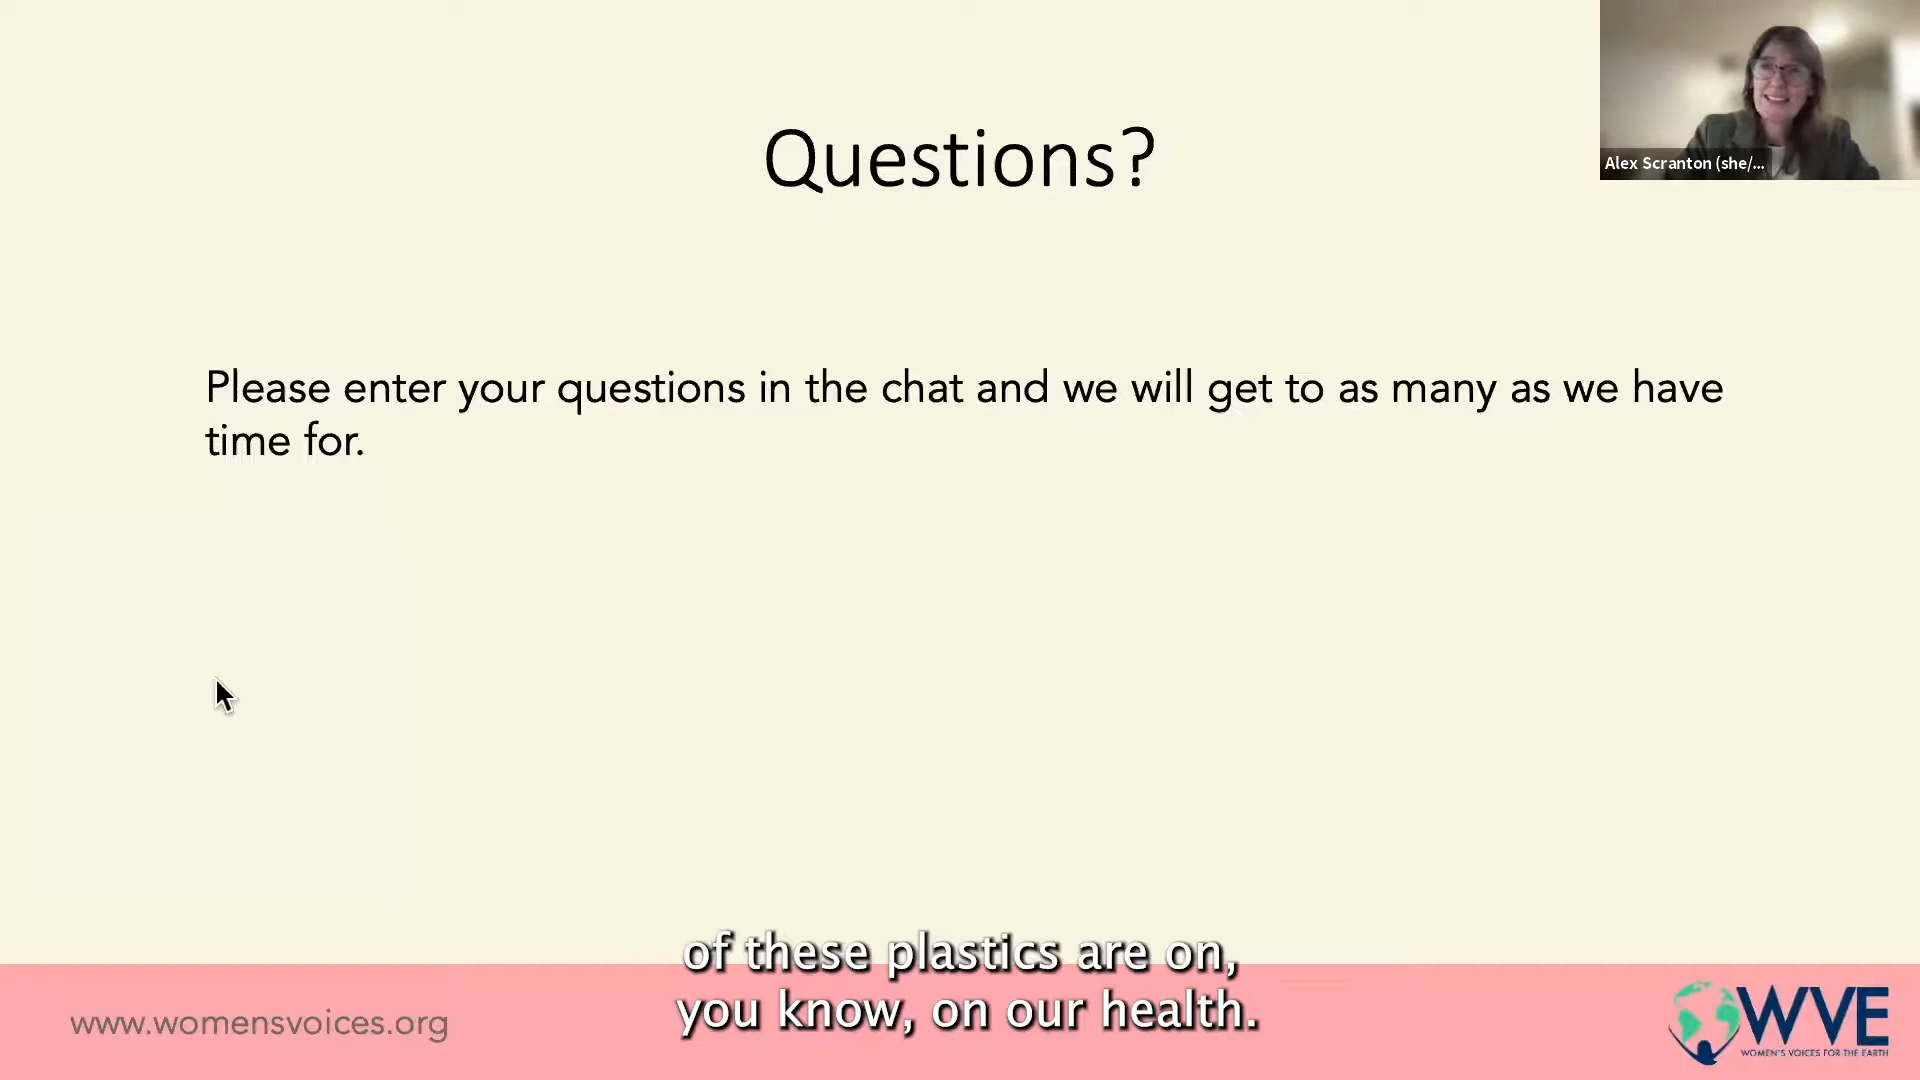 Questions?
Alex Scranton (she/...
Please enter your questions in the chat and we will get to as many as we have
time for.
of these plastics are on,
you know, on our health.
www.womensvoices.org
WVE
WOMEN'S VOICES FOR THE EARTH